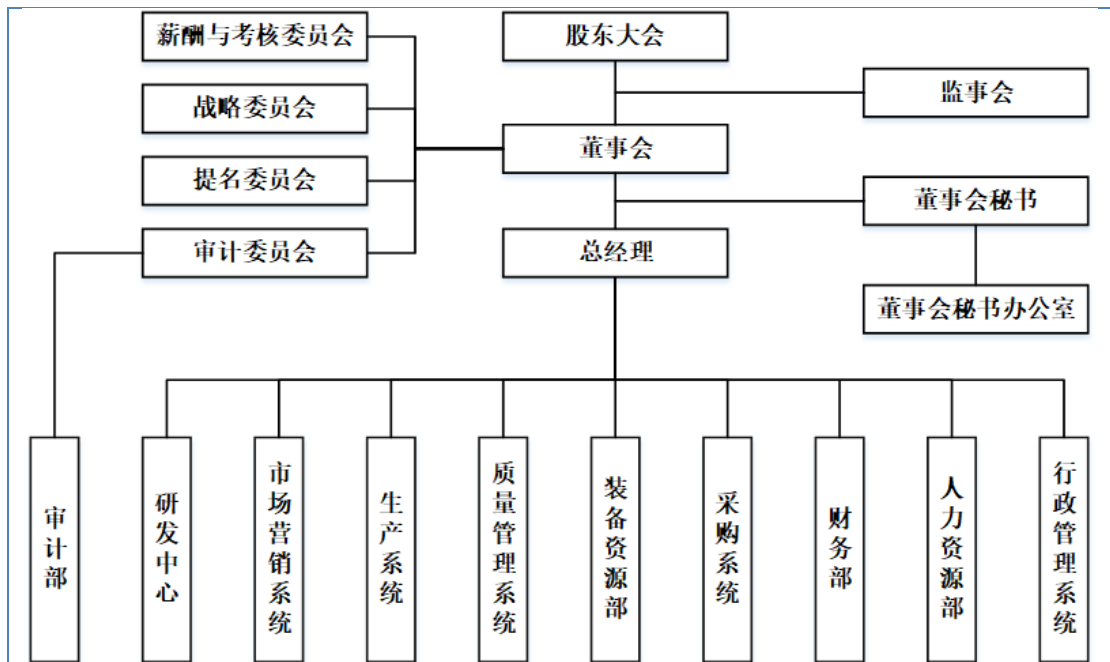 薪酬与考核委员会
股东大会
战略委员会
监事会
董事会
提名委员会
董事会秘书
审计委员会
总经理
董事会秘书办公室
审计部
研发中心
市场营销系统
生产系统
质量管理系统
装备资源部
采购系统
财务部
人力资源部
行政管理系统